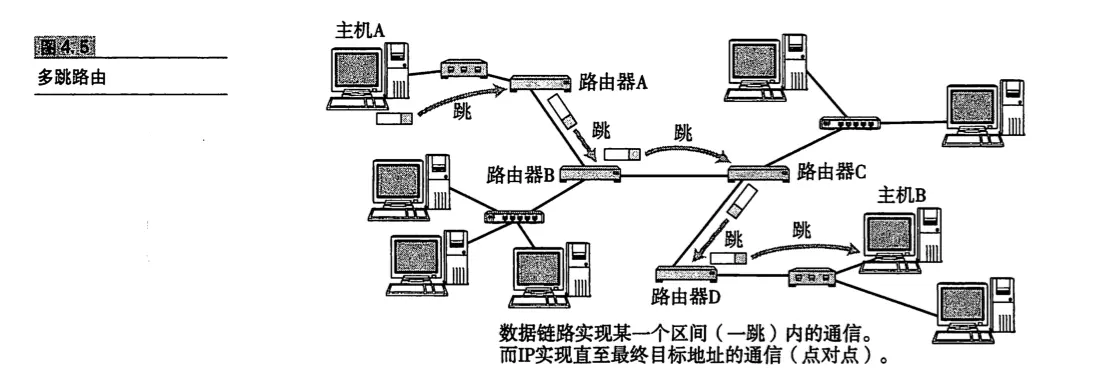 图4.5
多跳路由
主机A
路由器A
跳
跳
跳
路由器B
路由器C
主机B
跳
跳
路由器D
数据链路实现某一个区间（一跳）内的通信。
而IP实现直至最终目标地址的通信（点对点）。